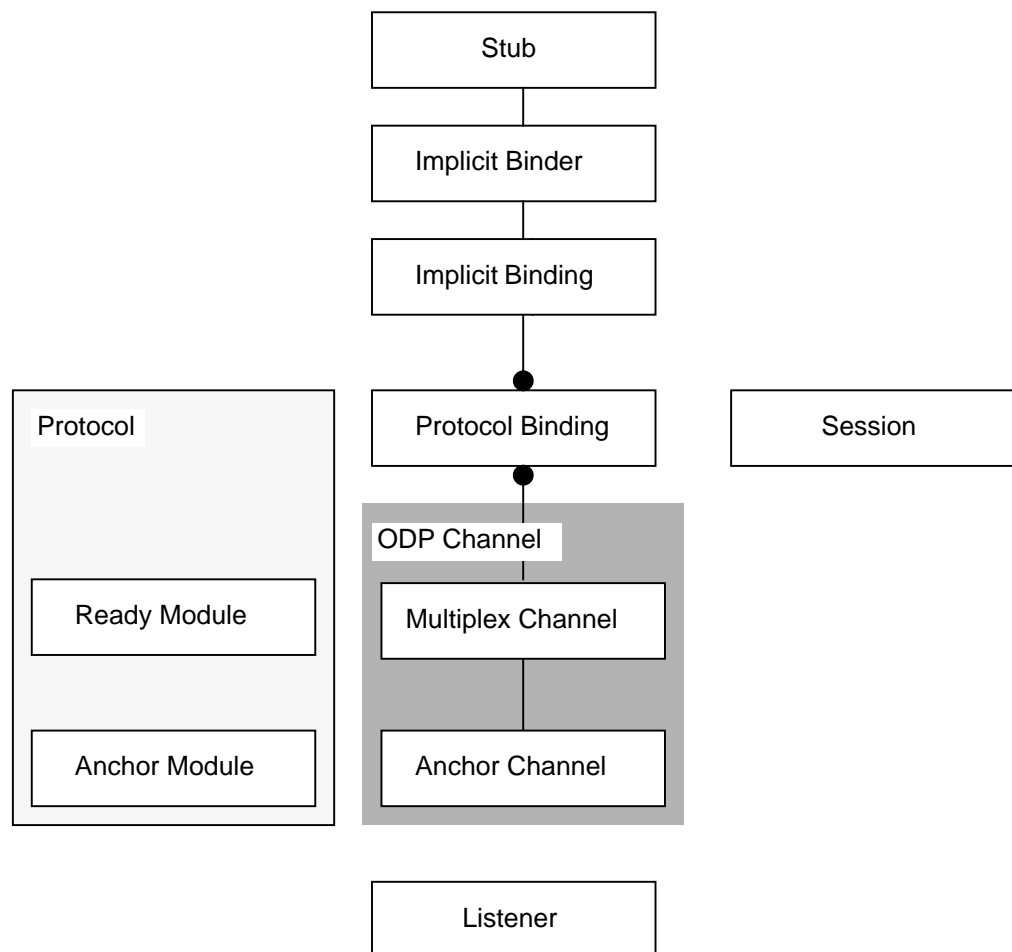 Stub
Implicit Binder
Implicit Binding
Protocol
Protocol Binding
Session
ODP Channel
Ready Module
Multiplex Channel
Anchor Module
Anchor Channel
Listener